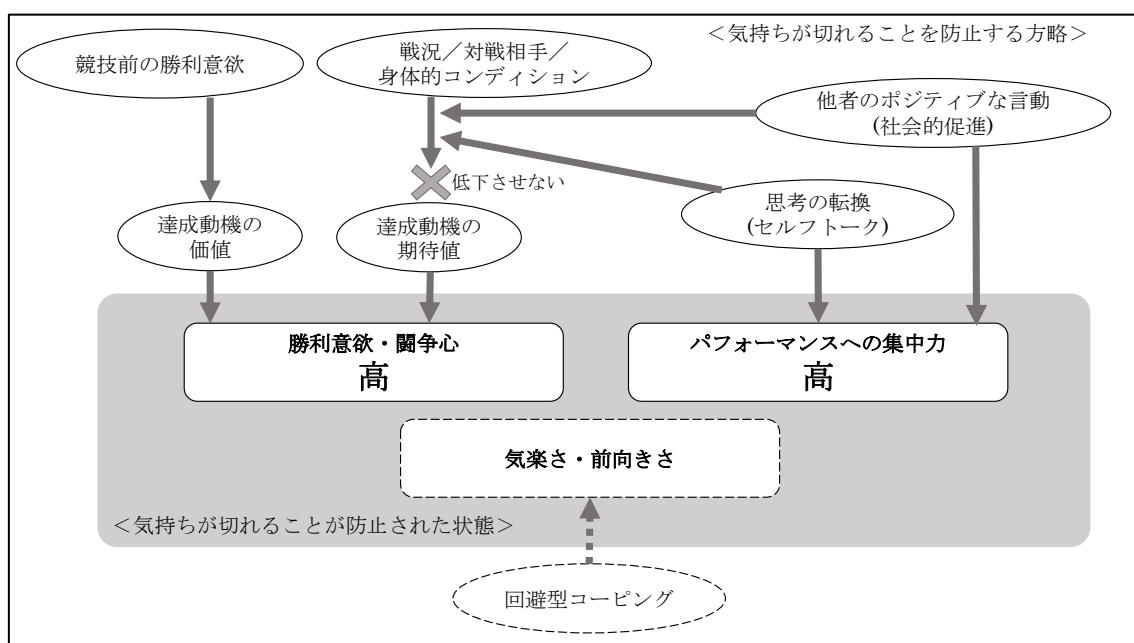 ＜気持ちが切れることを防止する方略＞
競技前の勝利意欲
戦況／対戦相手／
身体的コンディション
他者のポジティブな言動
(社会的促進)
低下させない
思考の転換
(セルフトーク)
達成動機の
価値
達成動機の
期待値
勝利意欲・闘争心
高
パフォーマンスへの集中力
高
気楽さ・前向きさ
＜気持ちが切れることが防止された状態＞
回避型コーピング